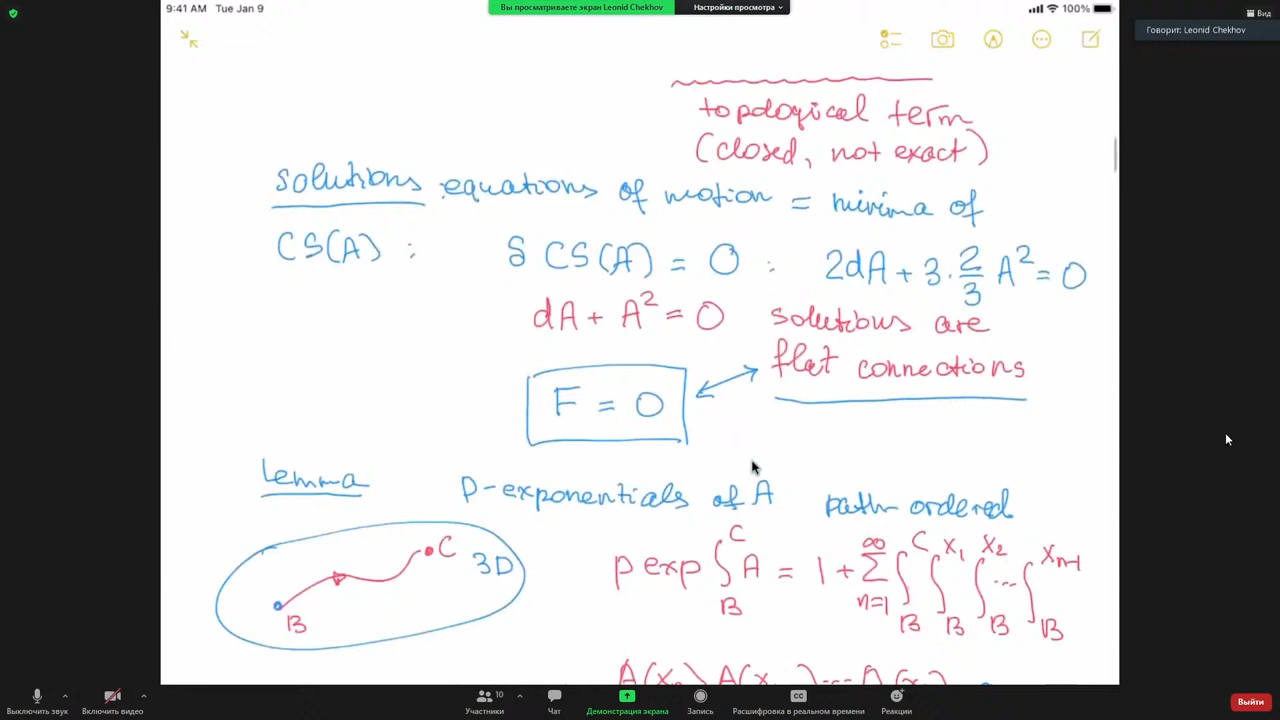 9:41 AM Tue Jan 9
Вы просматриваете экран Leonid Chekhov
Настройки просмотра
100%
Вид
Говорит: Leonid Chekhov
topological term
(closed, not exact)
solutions equations of motion = minima of
CS(A) : δ CS(A) = 0 : 2dA + 3·2/3 A² = 0
dA + A² = 0 solutions are
flat connections
F = 0
Lemma P-exponentials of A path ordered
C
3D
B
p exp ∫_B^C A = 1 + Σ_{n=1}^∞ ∫_B^C ∫_B^{x₁} ∫_B^{x₂} ... ∫_B^{x_{n-1}}
Выключить звук
Включить видео
Участники
10
Чат
Демонстрация экрана
Запись
Расшифровка в реальном времени
Реакции
Выйти